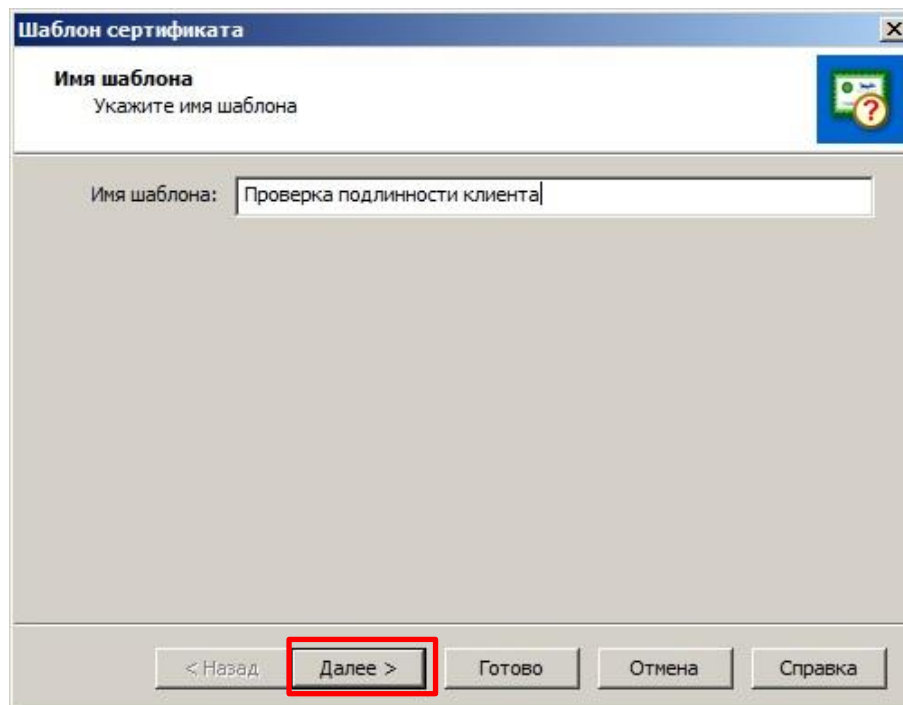 Шаблон сертификата
Имя шаблона
Укажите имя шаблона
Имя шаблона: Проверка подлинности клиента
< Назад Далее > Готово Отмена Справка